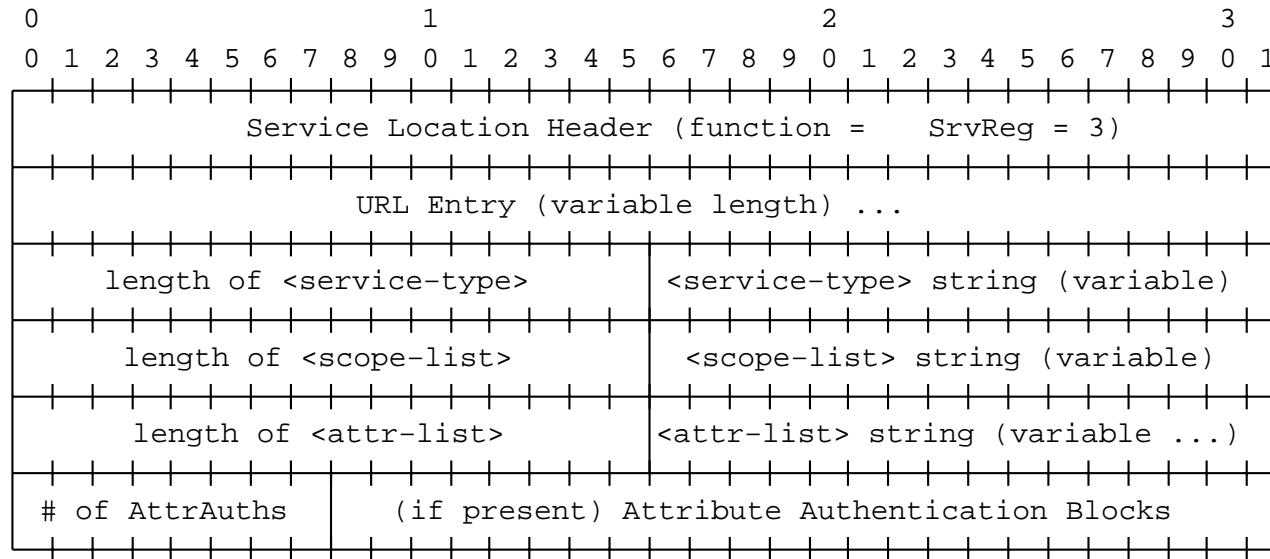 0 1 2 3
0 1 2 3 4 5 6 7 8 9 0 1 2 3 4 5 6 7 8 9 0 1 2 3 4 5 6 7 8 9 0 1
Service Location Header (function = SrvReg = 3)
URL Entry (variable length) ...
length of <service-type> <service-type> string (variable)
length of <scope-list> <scope-list> string (variable)
length of <attr-list> <attr-list> string (variable ...)
# of AttrAuths (if present) Attribute Authentication Blocks